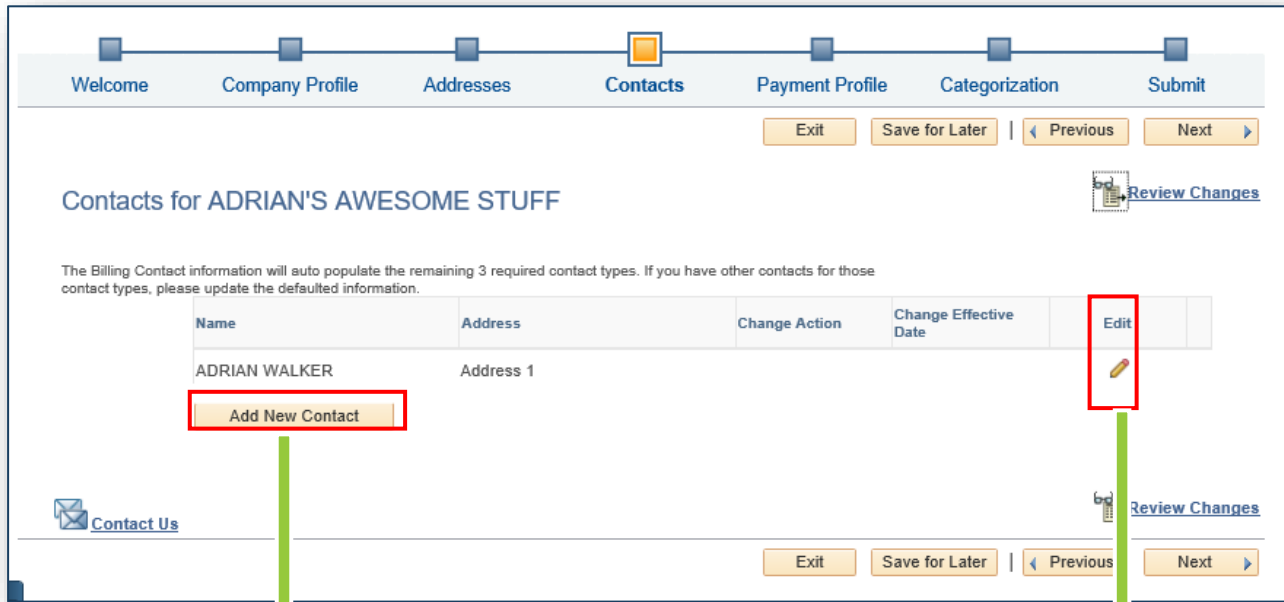 Welcome Company Profile Addresses Contacts Payment Profile Categorization Submit
Exit Save for Later | Previous Next
Contacts for ADRIAN'S AWESOME STUFF
Review Changes
The Billing Contact information will auto populate the remaining 3 required contact types. If you have other contacts for those
contact types, please update the defaulted information.
Name Address Change Action Change Effective Date Edit
ADRIAN WALKER Address 1
Add New Contact
Contact Us
Review Changes
Exit Save for Later | Previous Next